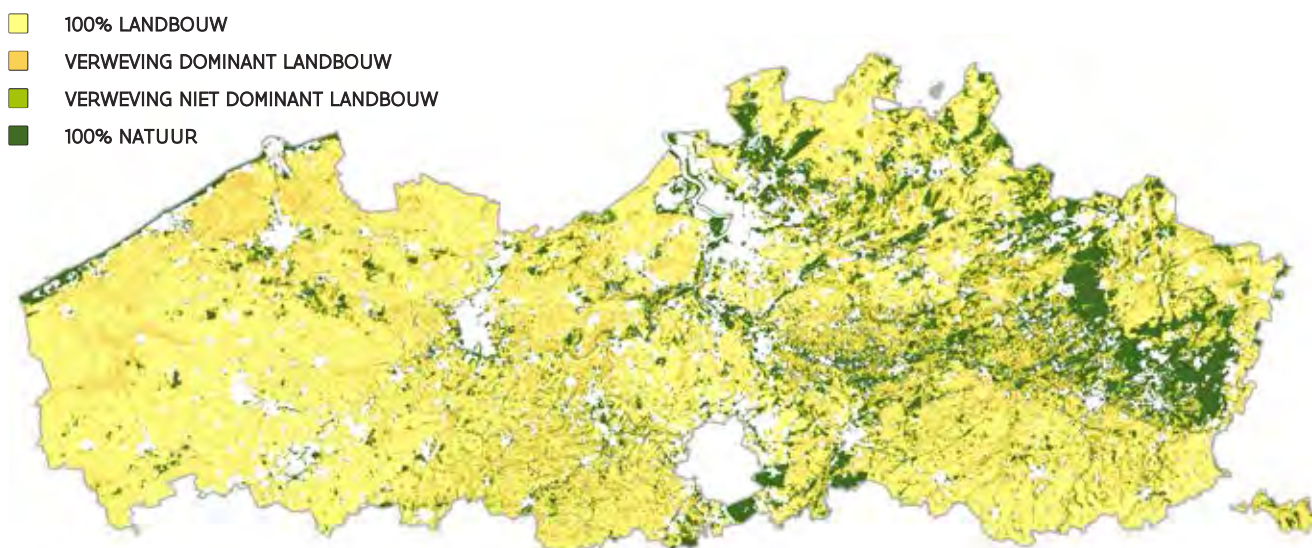 100% LANDBOUW
VERWEVING DOMINANT LANDBOUW
VERWEVING NIET DOMINANT LANDBOUW
100% NATUUR